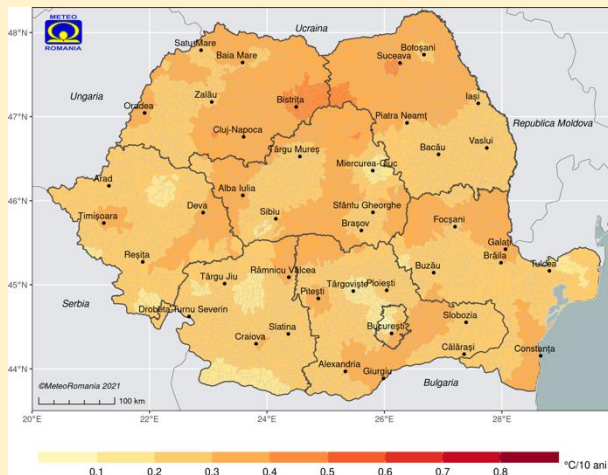 METEO
ROMANIA
48°N
47°N
46°N
45°N
44°N
Ucraina
Ungaria
Republica Moldova
Serbia
Bulgaria
Satu Mare
Baia Mare
Botoșani
Suceava
Zalău
Bistrița
Iași
Oradea
Cluj-Napoca
Piatra Neamț
Târgu Mureș
Bacău
Vaslui
Miercurea-Ciuc
Arad
Alba Iulia
Deva
Sfântu Gheorghe
Timișoara
Sibiu
Brașov
Focșani
Reșița
Galați
Brăila
Târgu Jiu
Râmnicu Vâlcea
Buzău
Tulcea
Târgoviște
Ploiești
Pitești
Drobeta-Turnu Severin
Slobozia
Slatina
București
Craiova
Călărași
Constanța
Alexandria
Giurgiu
©MeteoRomania 2021
100 km
20°E
22°E
24°E
26°E
28°E
0.1
0.2
0.3
0.4
0.5
0.6
0.7
0.8
°C/10 ani